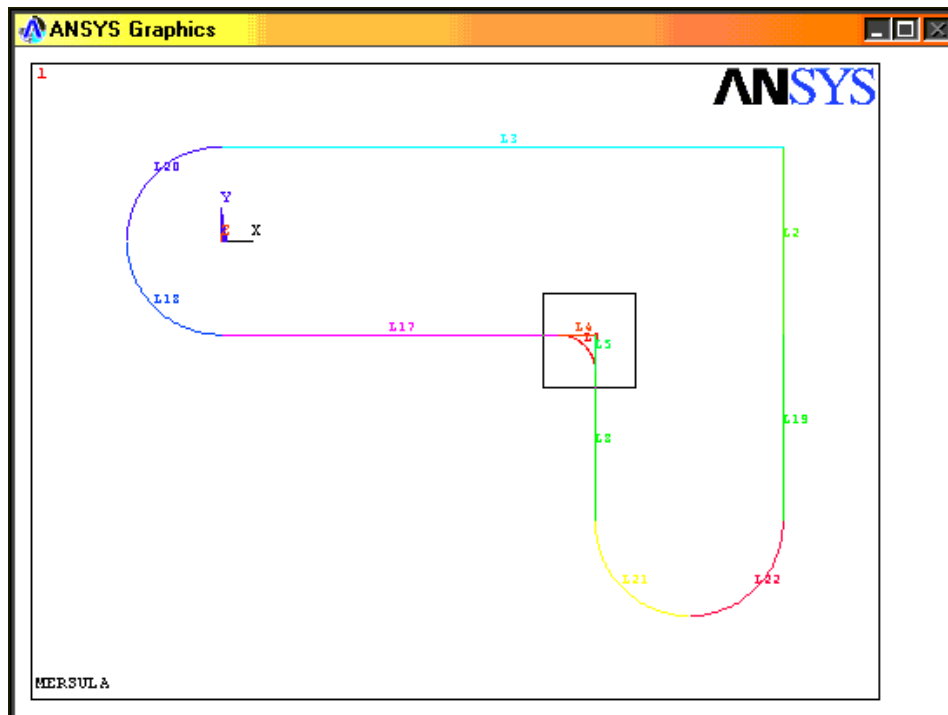 ANSYS Graphics
1
ANSYS
L3
L20
Y
L2
Z
X
L18
L17
L4
L5
L19
L8
L21
L22
MERSULA